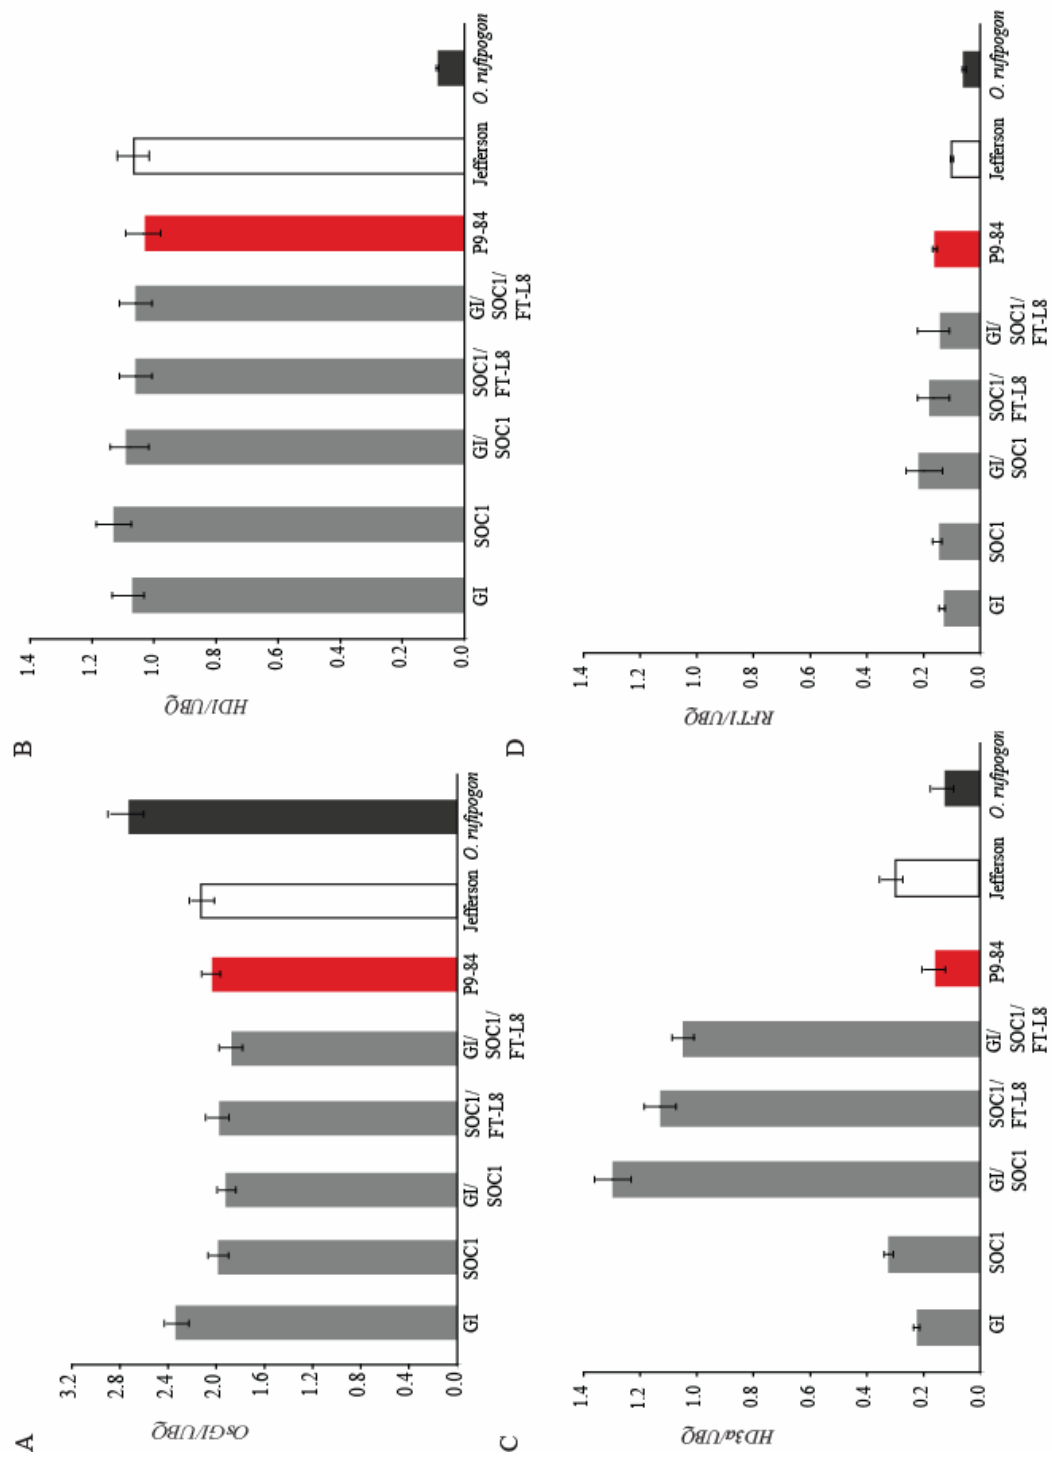 A
OsGI/UBQ
3.2
2.8
2.4
2.0
1.6
1.2
0.8
0.4
0.0
GI
SOC1
GI/
SOC1
SOC1/
FT-L8
GI/
SOC1/
FT-L8
P9-84
Jefferson
O. rufipogon
B
HD1/UBQ
1.4
1.2
1.0
0.8
0.6
0.4
0.2
0.0
GI
SOC1
GI/
SOC1
SOC1/
FT-L8
GI/
SOC1/
FT-L8
P9-84
Jefferson
O. rufipogon
C
HD3a/UBQ
1.4
1.2
1.0
0.8
0.6
0.4
0.2
0.0
GI
SOC1
GI/
SOC1
SOC1/
FT-L8
GI/
SOC1/
FT-L8
P9-84
Jefferson
O. rufipogon
D
RFT1/UBQ
1.4
1.2
1.0
0.8
0.6
0.4
0.2
0.0
GI
SOC1
GI/
SOC1
SOC1/
FT-L8
GI/
SOC1/
FT-L8
P9-84
Jefferson
O. rufipogon